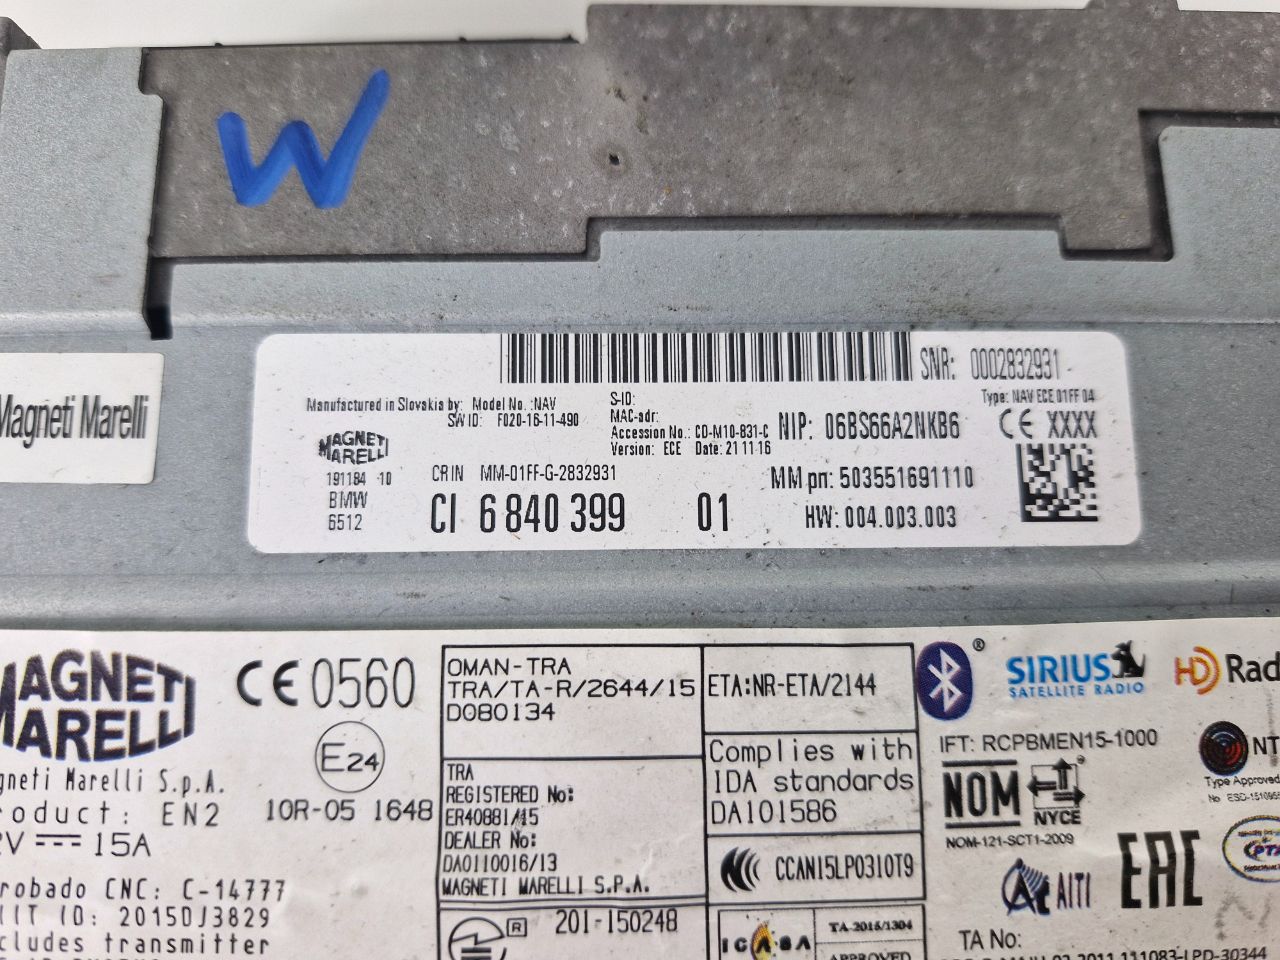 W
Magneti Marelli
SNR: 0002832931
Manufactured in Slovakia by: Model No.: NAV
SW ID: F020-16-11-490
S-ID:
MAC-adr:
Accession No.: CD-M10-831-C
Version: ECE Date: 21 11 16
NIP: 06BS66A2NKB6
Type: NAV ECE 01FF 04
CE XXXX
MAGNETI
MARELLI
191184 10
BMW
6512
CRIN MM-01FF-G-2832931
CI 6 840 399 01
MM pn: 503551691110
HW: 004.003.003
MAGNETI
MARELLI
CE 0560
E24
gneti Marelli S.p.A.
roduct: EN2
10R-05 1648
2V 15A
robado CNC: C-14777
IT ID: 2015DJ3829
cludes transmitter
OMAN-TRA
TRA/TA-R/2644/15
D080134
TRA
REGISTERED No:
ER40881/15
DEALER No:
DA0110016/13
MAGNETI MARELLI S.P.A.
R 201-150248
ETA:NR-ETA/2144
Complies with
IDA standards
DA101586
CCAN15LP0310T9
ICASA
TA-2015/1304
APPROVED
SIRIUS
SATELLITE RADIO
HD Rad
IFT: RCPBMEN15-1000
NOM
NYCE
NOM-121-SCT1-2009
NT
Type Approved
AITI
EAC
TA No: